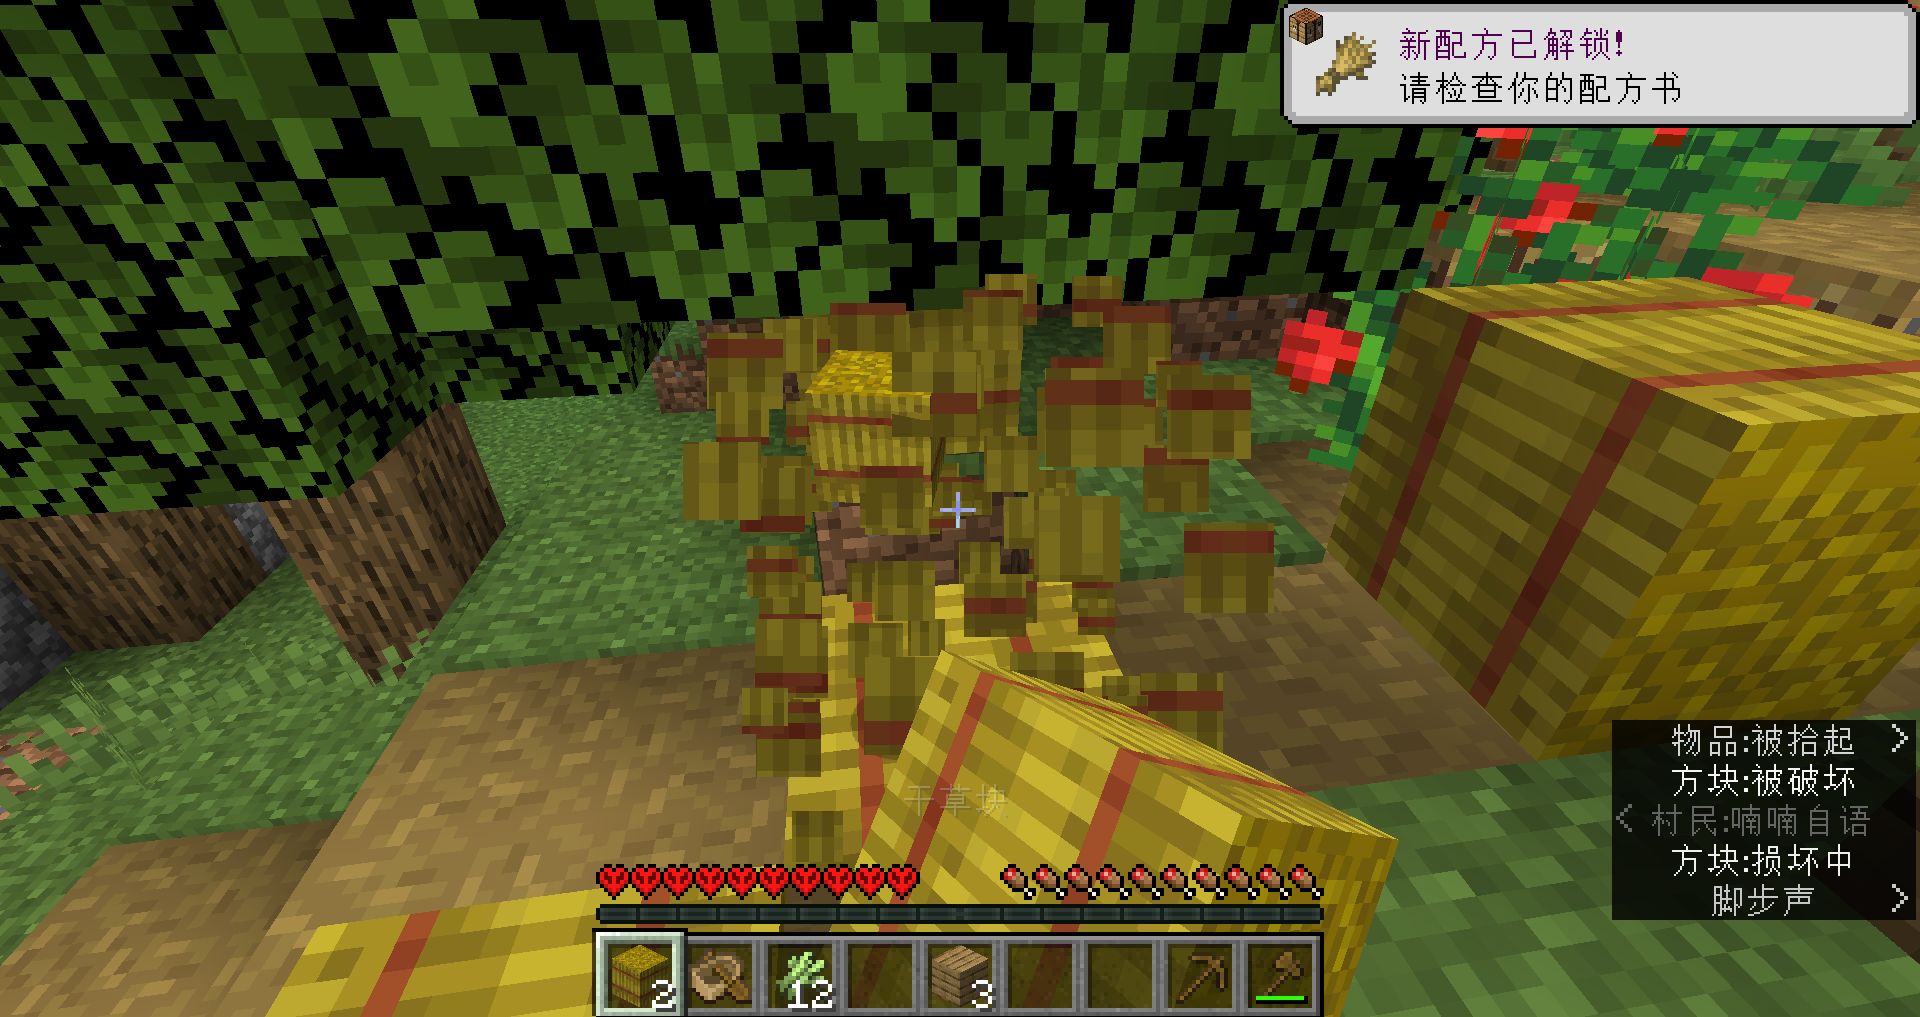 新配方已解锁!
请检查你的配方书
物品:被拾起 >
方块:被破坏
< 村民:喃喃自语
方块:损坏中
脚步声 >
干草块
2
12
3